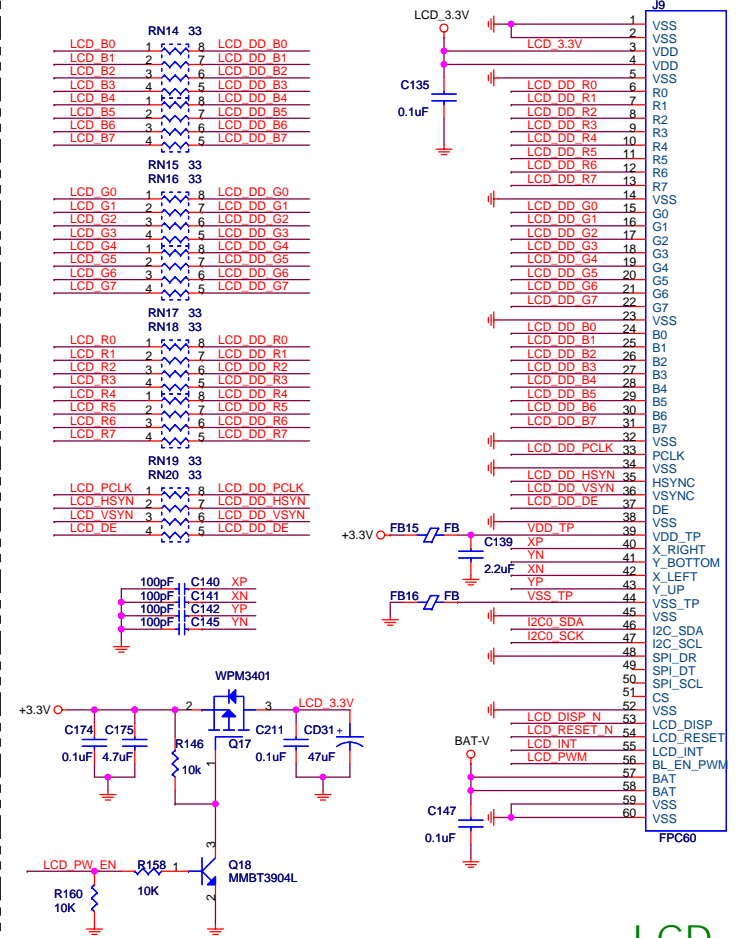 RN14 33
LCD_B0 1 8 LCD_DD_B0
LCD_B1 2 7 LCD_DD_B1
LCD_B2 3 6 LCD_DD_B2
LCD_B3 4 5 LCD_DD_B3
LCD_B4 1 8 LCD_DD_B4
LCD_B5 2 7 LCD_DD_B5
LCD_B6 3 6 LCD_DD_B6
LCD_B7 4 5 LCD_DD_B7
RN15 33
RN16 33
LCD_G0 1 8 LCD_DD_G0
LCD_G1 2 7 LCD_DD_G1
LCD_G2 3 6 LCD_DD_G2
LCD_G3 4 5 LCD_DD_G3
LCD_G4 1 8 LCD_DD_G4
LCD_G5 2 7 LCD_DD_G5
LCD_G6 3 6 LCD_DD_G6
LCD_G7 4 5 LCD_DD_G7
RN17 33
RN18 33
LCD_R0 1 8 LCD_DD_R0
LCD_R1 2 7 LCD_DD_R1
LCD_R2 3 6 LCD_DD_R2
LCD_R3 4 5 LCD_DD_R3
LCD_R4 1 8 LCD_DD_R4
LCD_R5 2 7 LCD_DD_R5
LCD_R6 3 6 LCD_DD_R6
LCD_R7 4 5 LCD_DD_R7
RN19 33
RN20 33
LCD_PCLK 1 8 LCD_DD_PCLK
LCD_HSYN 2 7 LCD_DD_HSYN
LCD_VSYN 3 6 LCD_DD_VSYN
LCD_DE 4 5 LCD_DD_DE
100pF C140 XP
100pF C141 XN
100pF C142 YP
100pF C145 YN
WPM3401
+3.3V
2
3
LCD_3.3V
C174
0.1uF
C175
4.7uF
R146
10k
Q17
1
C211
0.1uF
CD31 +
47uF
LCD_PW_EN
R158
10K
1
3
2
Q18
MMBT3904L
R160
10K
LCD_3.3V
C135
0.1uF
J9
1 VSS
2 VSS
LCD_3.3V 3 VDD
4 VDD
5 VSS
LCD_DD_R0 6 R0
LCD_DD_R1 7 R1
LCD_DD_R2 8 R2
LCD_DD_R3 9 R3
LCD_DD_R4 10 R4
LCD_DD_R5 11 R5
LCD_DD_R6 12 R6
LCD_DD_R7 13 R7
14 VSS
LCD_DD_G0 15 G0
LCD_DD_G1 16 G1
LCD_DD_G2 17 G2
LCD_DD_G3 18 G3
LCD_DD_G4 19 G4
LCD_DD_G5 20 G5
LCD_DD_G6 21 G6
LCD_DD_G7 22 G7
23 VSS
LCD_DD_B0 24 B0
LCD_DD_B1 25 B1
LCD_DD_B2 26 B2
LCD_DD_B3 27 B3
LCD_DD_B4 28 B4
LCD_DD_B5 29 B5
LCD_DD_B6 30 B6
LCD_DD_B7 31 B7
32 VSS
LCD_DD_PCLK 33 PCLK
34 VSS
LCD_DD_HSYN 35 HSYNC
LCD_DD_VSYN 36 VSYNC
LCD_DD_DE 37 DE
38 VSS
+3.3V FB15 FB VDD_TP 39 VDD_TP
C139
2.2uF
XP 40 X_RIGHT
YN 41 Y_BOTTOM
XN 42 X_LEFT
YP 43 Y_UP
FB16 FB VSS_TP 44 VSS_TP
45 VSS
I2C0_SDA 46 I2C_SDA
I2C0_SCK 47 I2C_SCL
48 SPI_DR
49 SPI_DT
50 SPI_SCL
51 CS
52 VSS
LCD_DISP_N 53 LCD_DISP
LCD_RESET_N 54 LCD_RESET
LCD_INT 55 LCD_INT
LCD_PWM 56 BL_EN_PWM
BAT-V
57 BAT
58 BAT
59 VSS
60 VSS
C147
0.1uF
FPC60
LCD